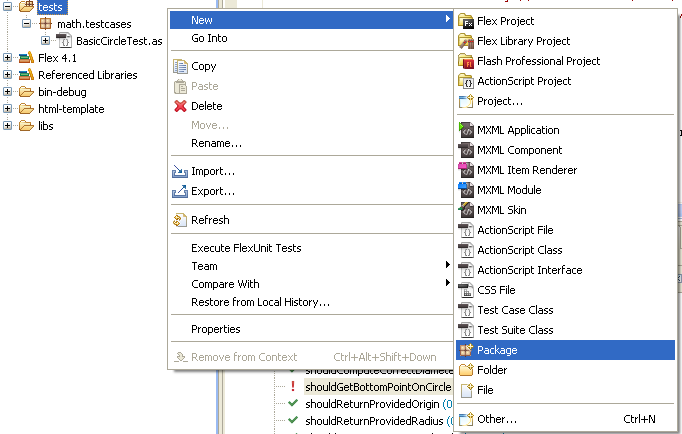 tests
math.testcases
BasicCircleTest.as
Flex 4.1
Referenced Libraries
bin-debug
html-template
libs
New
Go Into
Copy
Paste
Delete
Move...
Rename...
Import...
Export...
Refresh
Execute FlexUnit Tests
Team
Compare With
Restore from Local History...
Properties
Remove from Context Ctrl+Alt+Shift+Down
Flex Project
Flex Library Project
Flash Professional Project
ActionScript Project
Project...
MXML Application
MXML Component
MXML Item Renderer
MXML Module
MXML Skin
ActionScript File
ActionScript Class
ActionScript Interface
CSS File
Test Case Class
Test Suite Class
Package
Folder
File
Other... Ctrl+N
shouldComputeCorrectDiamete
shouldGetBottomPointOnCircle
shouldReturnProvidedOrigin (0
shouldReturnProvidedRadius (0